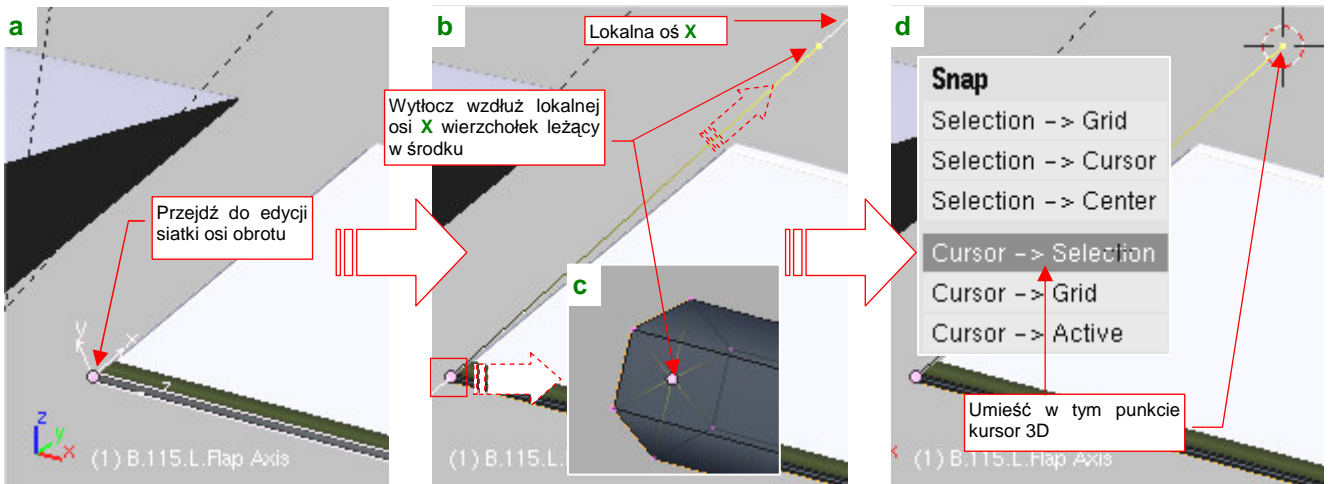 a
Przejdź do edycji
siatki osi obrotu
y
x
z
z
y
x
(1) B.115.L.Flap Axis
b
Lokalna oś X
Wytłocz wzdłuż lokalnej
osi X wierzchołek leżący
w środku
c
(1) B.115
d
Snap
Selection -> Grid
Selection -> Cursor
Selection -> Center
Cursor -> Selection
Cursor -> Grid
Cursor -> Active
Umieść w tym punkcie
kursor 3D
(1) B.115.L.Flap Axis